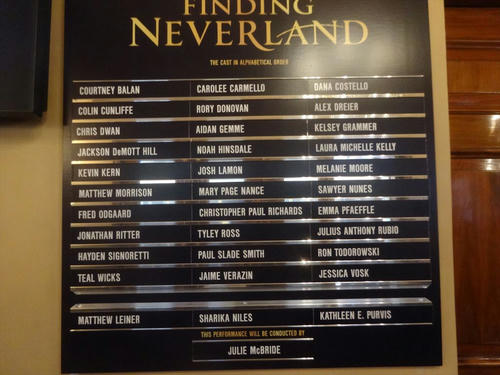 FINDING
NEVERLAND
THE CAST IN ALPHABETICAL ORDER
COURTNEY BALAN CAROLEE CARMELLO DANA COSTELLO
COLIN CUNLIFFE RORY DONOVAN ALEX DREIER
CHRIS DWAN AIDAN GEMME KELSEY GRAMMER
JACKSON DeMOTT HILL NOAH HINSDALE LAURA MICHELLE KELLY
KEVIN KERN JOSH LAMON MELANIE MOORE
MATTHEW MORRISON MARY PAGE NANCE SAWYER NUNES
FRED ODGAARD CHRISTOPHER PAUL RICHARDS EMMA PFAEFFLE
JONATHAN RITTER TYLEY ROSS JULIUS ANTHONY RUBIO
HAYDEN SIGNORETTI PAUL SLADE SMITH RON TODOROWSKI
TEAL WICKS JAIME VERAZIN JESSICA VOSK
MATTHEW LEINER SHARIKA NILES KATHLEEN E. PURVIS
THIS PERFORMANCE WILL BE CONDUCTED BY
JULIE McBRIDE